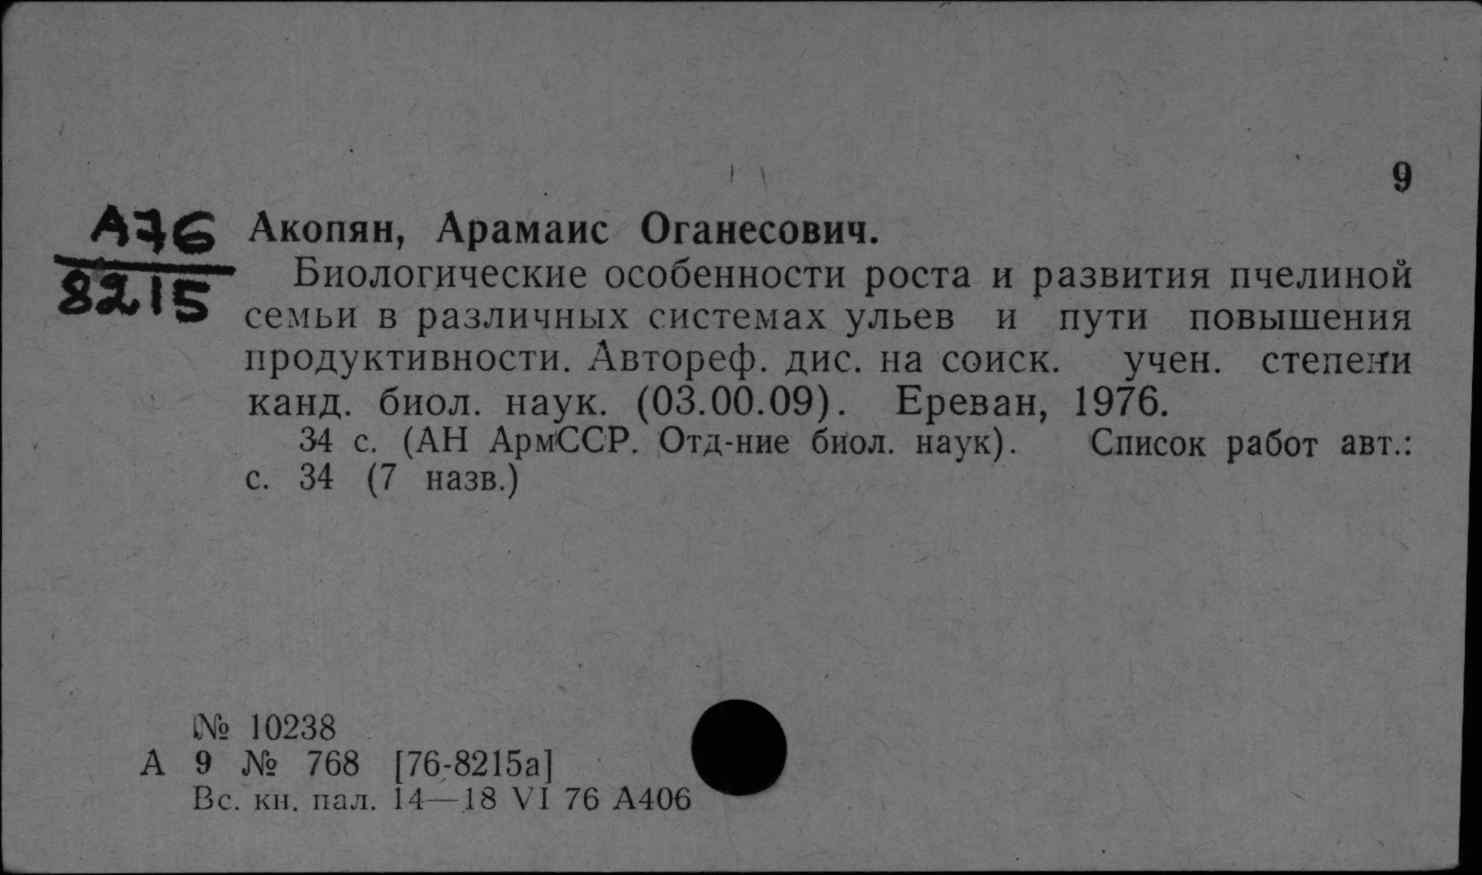 9
А76 Акопян, Арамаис Оганесович.
8215 Биологические особенности роста и развития пчелиной
семьи в различных системах ульев и пути повышения
продуктивности. Автореф. дис. на соиск. учен. степени
канд. биол. наук. (03.00.09). Ереван, 1976.
34 с. (АН АрмССР. Отд-ние биол. наук). Список работ авт.:
с. 34 (7 назв.)
№ 10238
А 9 № 768 [76-8215а]
Вс. кн. пал. 14—18 VI 76 А406